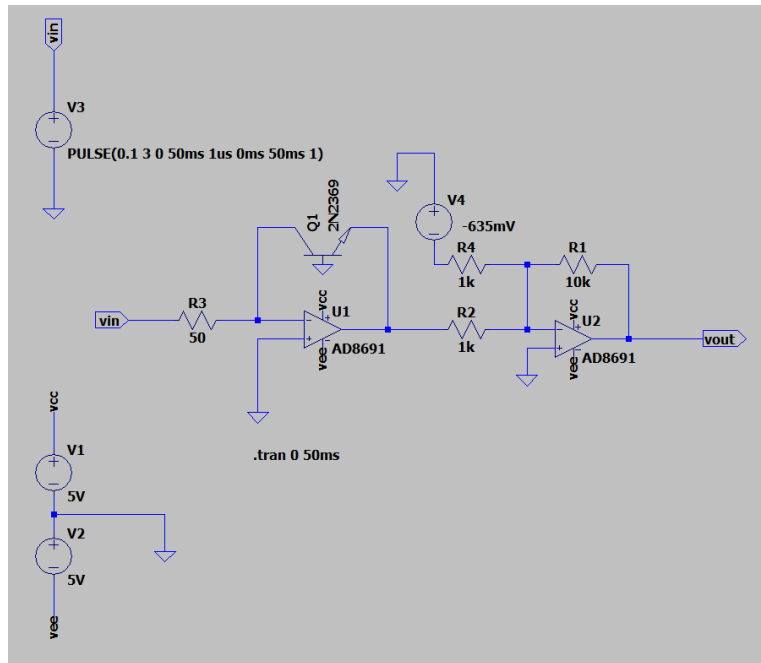 vin
V3
PULSE(0.1 3 0 50ms 1us 0ms 50ms 1)
Q1
2N2369
V4
-635mV
R4
1k
R1
10k
vin
R3
50
vcc
U1
AD8691
vee
R2
1k
vcc
U2
AD8691
vee
vout
.tran 0 50ms
vcc
V1
5V
V2
5V
vee